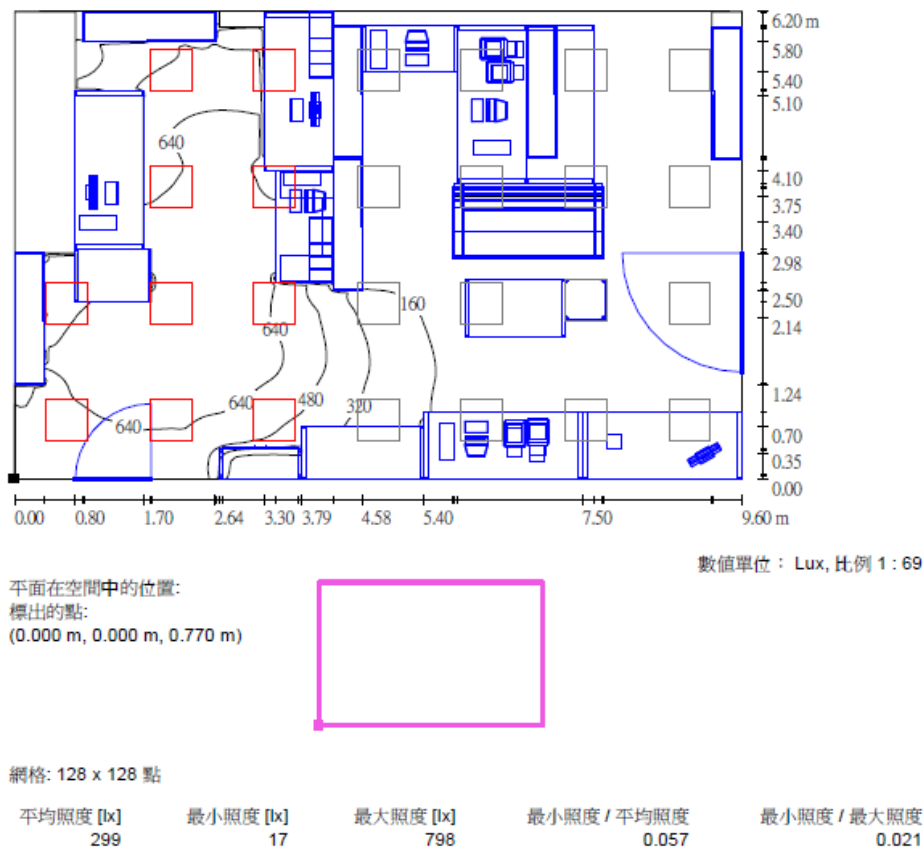 6.20 m
5.80
5.40
5.10
640
4.10
3.75
3.40
2.98
160
2.50
640
2.14
640
480
320
1.24
640
0.70
0.35
0.00
0.00 0.80 1.70 2.64 3.30 3.79 4.58 5.40 7.50 9.60 m
數值單位： Lux, 比例 1 : 69
平面在空間中的位置:
標出的點:
(0.000 m, 0.000 m, 0.770 m)
網格: 128 x 128 點
平均照度 [lx] 最小照度 [lx] 最大照度 [lx] 最小照度 / 平均照度 最小照度 / 最大照度
299 17 798 0.057 0.021